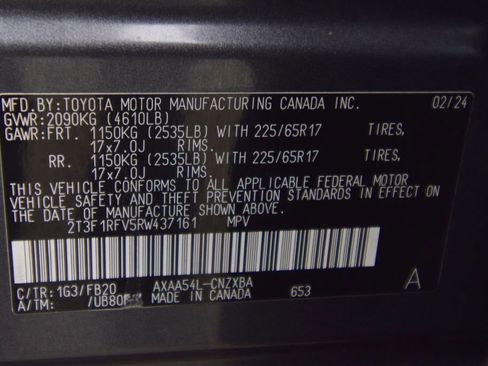 MFD.BY:TOYOTA MOTOR MANUFACTURING CANADA INC. 02/24
GVWR:2090KG (4610LB)
GAWR:FRT. 1150KG (2535LB) WITH 225/65R17 TIRES,
17x7.0J RIMS.
RR. 1150KG (2535LB) WITH 225/65R17 TIRES,
17x7.0J RIMS.
THIS VEHICLE CONFORMS TO ALL APPLICABLE FEDERAL MOTOR
VEHICLE SAFETY AND THEFT PREVENTION STANDARDS IN EFFECT ON
THE DATE OF MANUFACTURE SHOWN ABOVE.
2T3F1RFV5RW437161 MPV
C/TR:1G3/FB20 AXAA54L-CNZXBA A
A/TM: /UB80F MADE IN CANADA 653